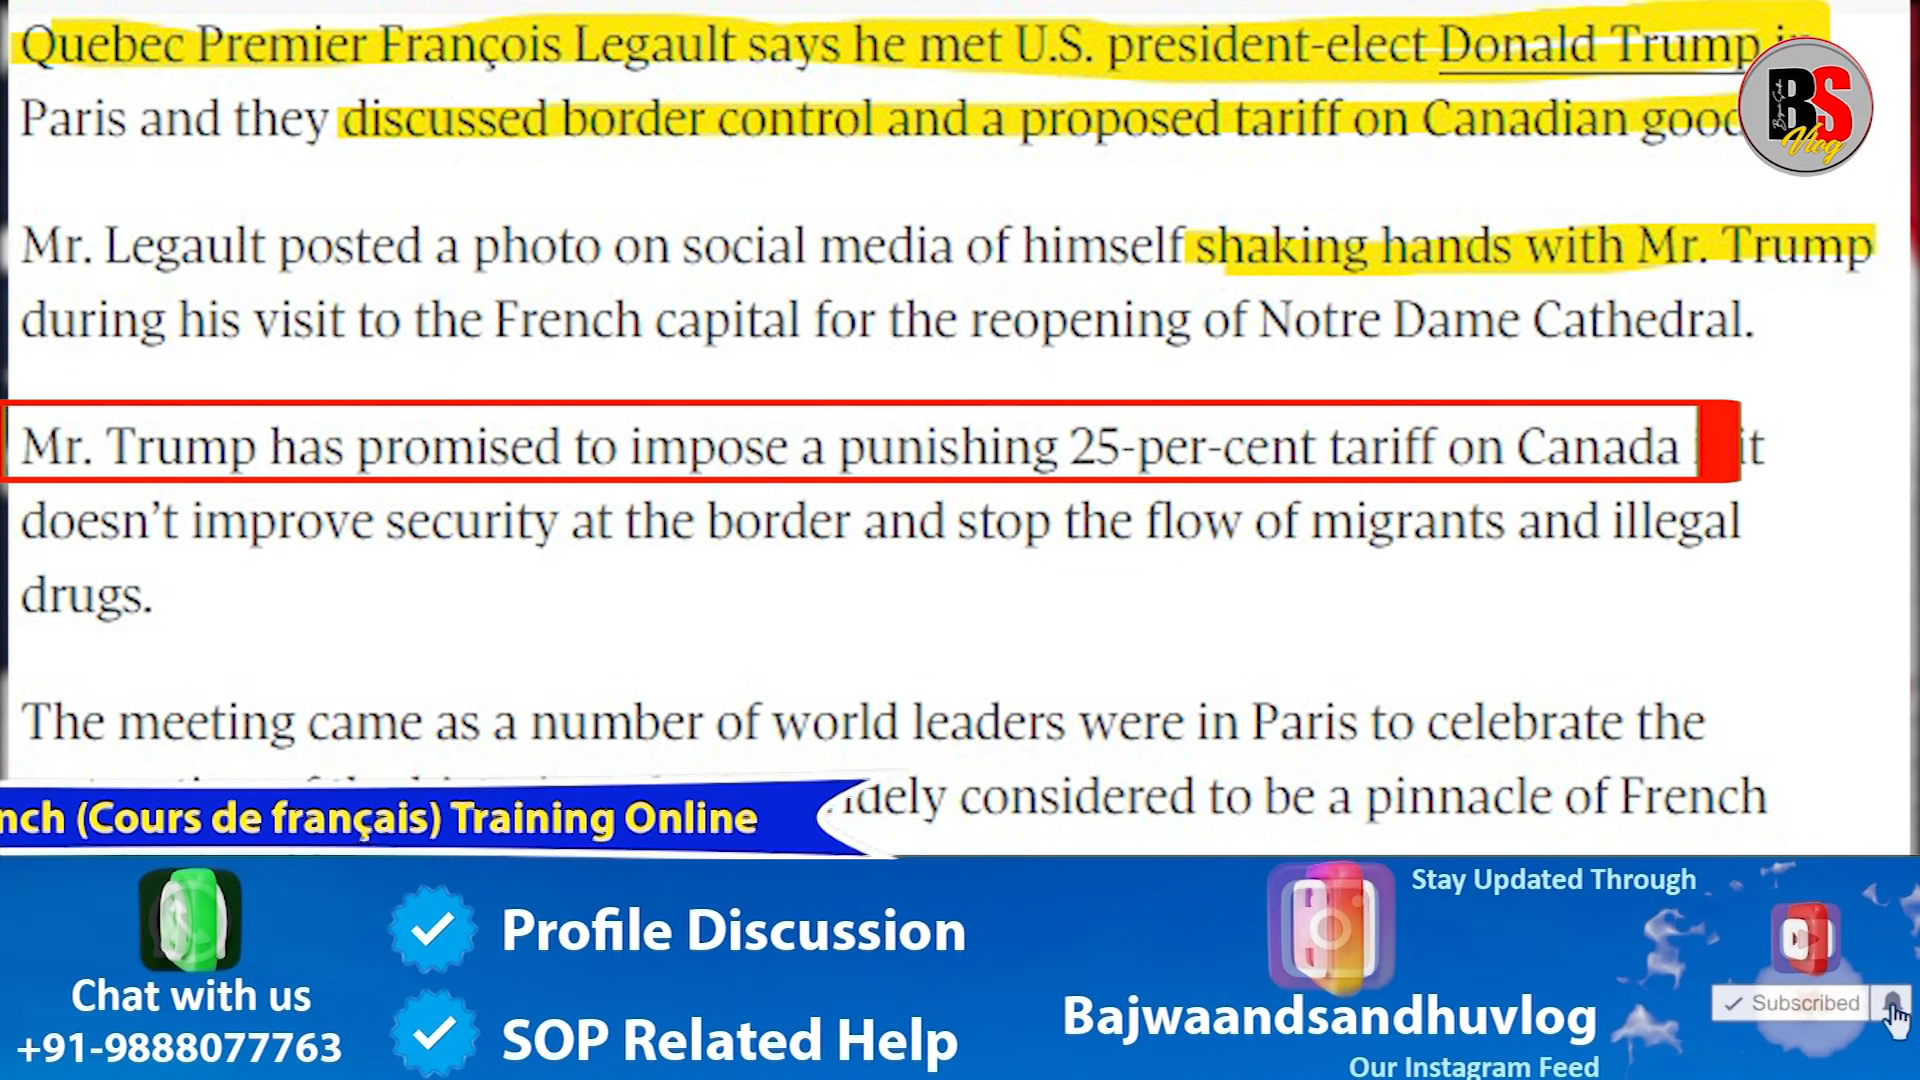 Quebec Premier François Legault says he met U.S. president-elect Donald Trump
Paris and they discussed border control and a proposed tariff on Canadian
BS
Vlog
Mr. Legault posted a photo on social media of himself shaking hands with Mr. Trump
during his visit to the French capital for the reopening of Notre Dame Cathedral.
Mr. Trump has promised to impose a punishing 25-per-cent tariff on Canada it
doesn’t improve security at the border and stop the flow of migrants and illegal
drugs.
The meeting came as a number of world leaders were in Paris to celebrate the
considered to be a pinnacle of French
(Cours de français) Training Online
Chat with us
+91-9888077763
Profile Discussion
SOP Related Help
Stay Updated Through
Bajwaandsandhuvlog
Our Instagram Feed
Subscribed